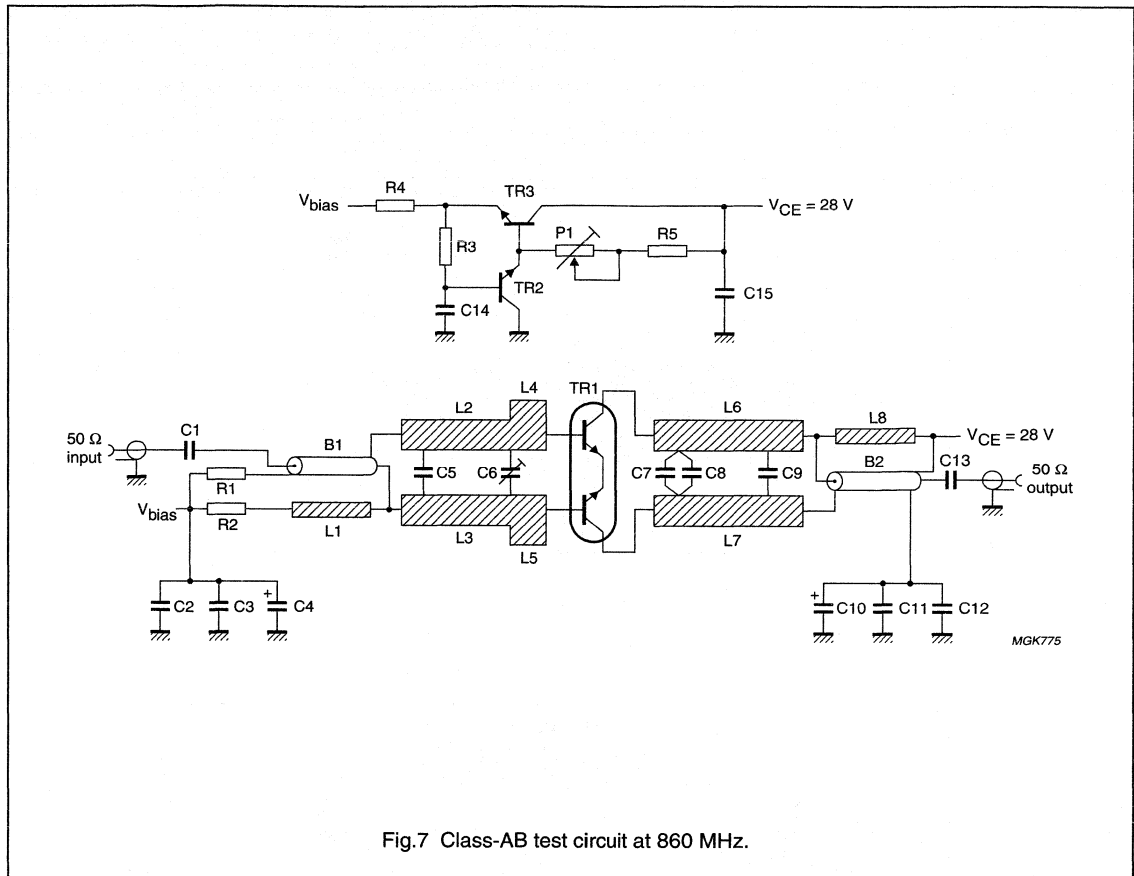 Vbias R4 TR3 VCE = 28 V
R3 P1 R5
TR2
C14 C15
L4 TR1
L2 L6 L8
50 Ω
input C1 B1 VCE = 28 V
C5 C6 C7 C8 C9 B2 C13 50 Ω
output
R1
Vbias R2 L1
L3 L7
L5
C2 C3 + C4 + C10 C11 C12
MGK775
Fig.7 Class-AB test circuit at 860 MHz.